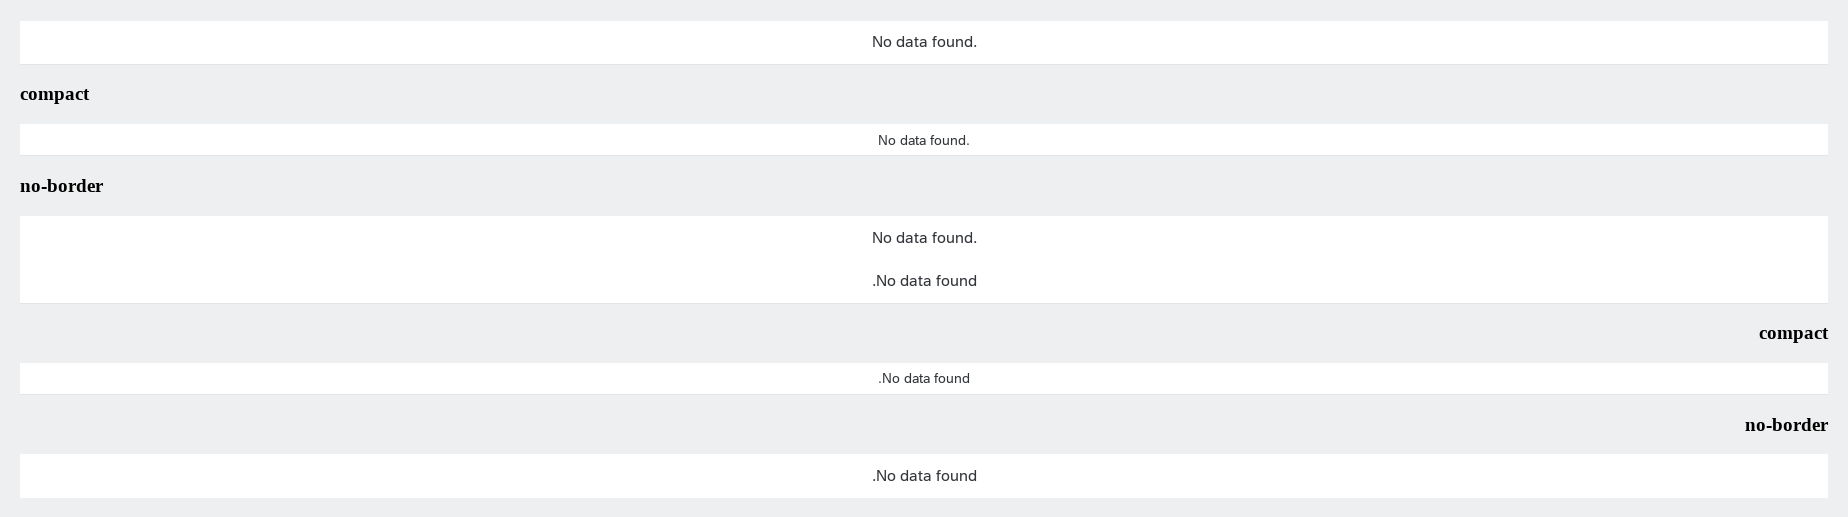 No data found.
compact
No data found.
no-border
No data found.
.No data found
compact
.No data found
no-border
.No data found